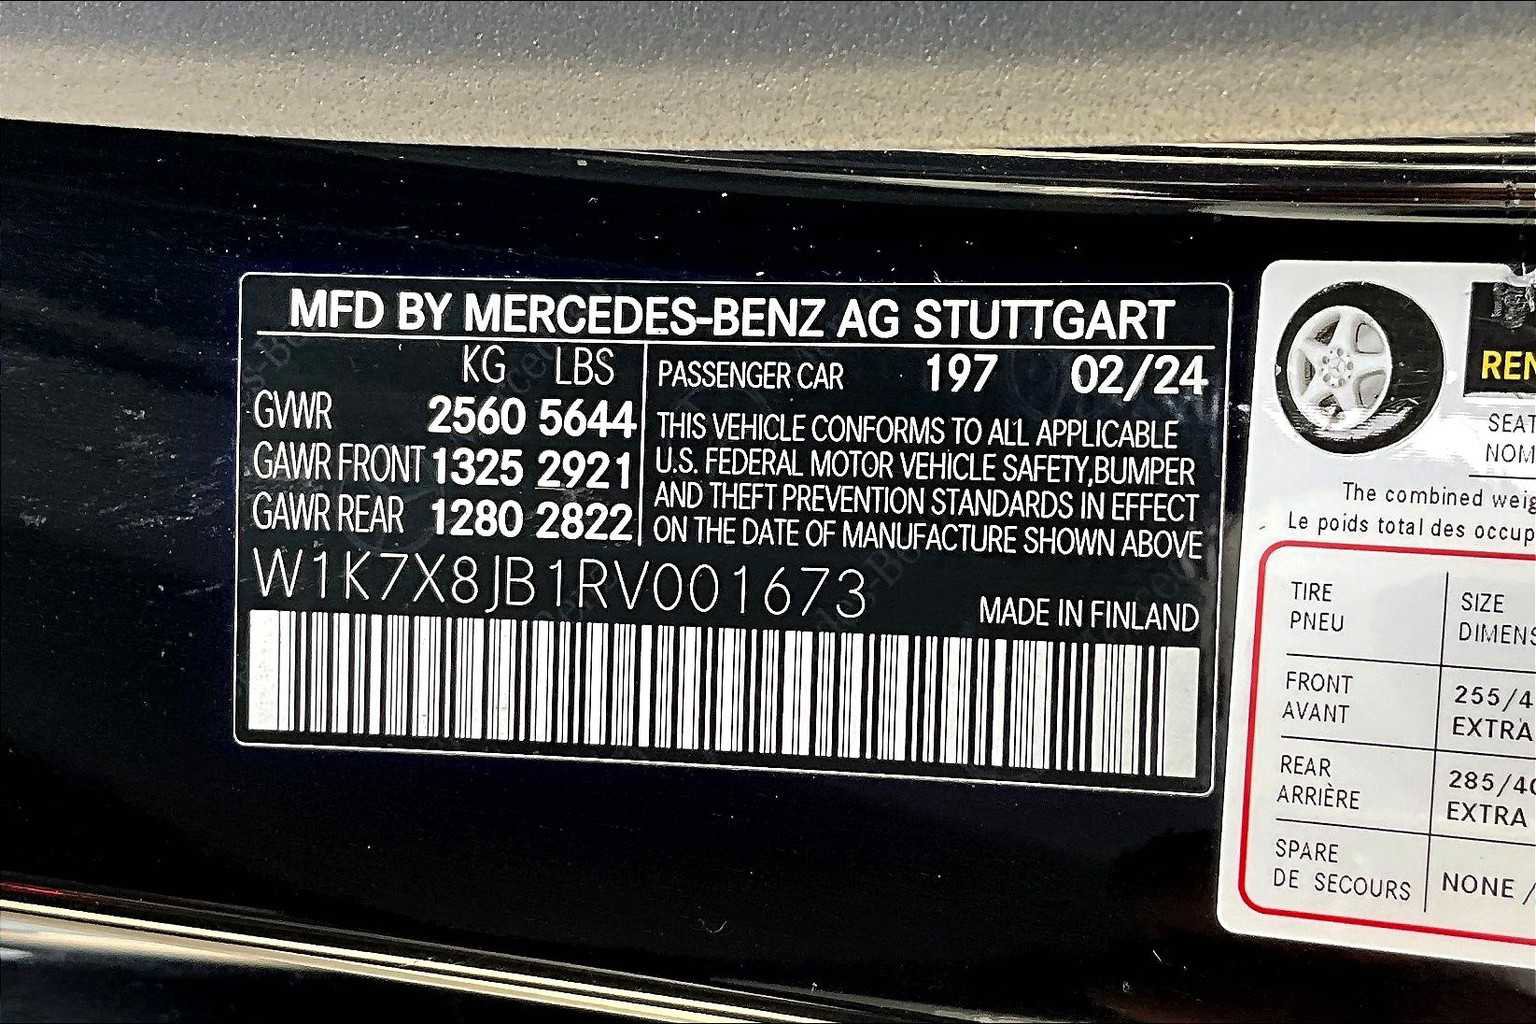 MFD BY MERCEDES-BENZ AG STUTTGART
KG LBS
GVWR 2560 5644
GAWR FRONT 1325 2921
GAWR REAR 1280 2822
PASSENGER CAR 197 02/24
THIS VEHICLE CONFORMS TO ALL APPLICABLE
U.S. FEDERAL MOTOR VEHICLE SAFETY,BUMPER
AND THEFT PREVENTION STANDARDS IN EFFECT
ON THE DATE OF MANUFACTURE SHOWN ABOVE
W1K7X8JB1RV001673
MADE IN FINLAND
The combined
Le poids total des
TIRE
PNEU
SIZE
FRONT
AVANT
EXTRA
REAR
ARRIÈRE
EXTRA
SPARE
DE SECOURS
NONE /